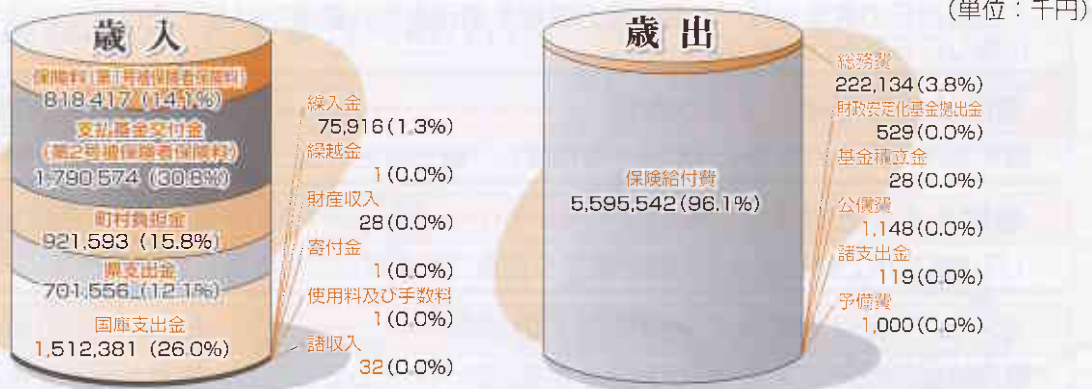 (単位：千円)
歳入
保険料(第1号被保険者保険料)
818,417 (14.1%)
支払基金交付金
(第2号被保険者保険料)
1,790,574 (30.8%)
町村負担金
921,593 (15.8%)
県支出金
701,556 (12.1%)
国庫支出金
1,512,381 (26.0%)
繰入金
75,916(1.3%)
繰越金
1(0.0%)
財産収入
28(0.0%)
寄付金
1(0.0%)
使用料及び手数料
1(0.0%)
諸収入
32(0.0%)
歳出
保険給付費
5,595,542(96.1%)
総務費
222,134(3.8%)
財政安定化基金拠出金
529(0.0%)
基金積立金
28(0.0%)
公債費
1,148(0.0%)
諸支出金
119(0.0%)
予備費
1,000(0.0%)